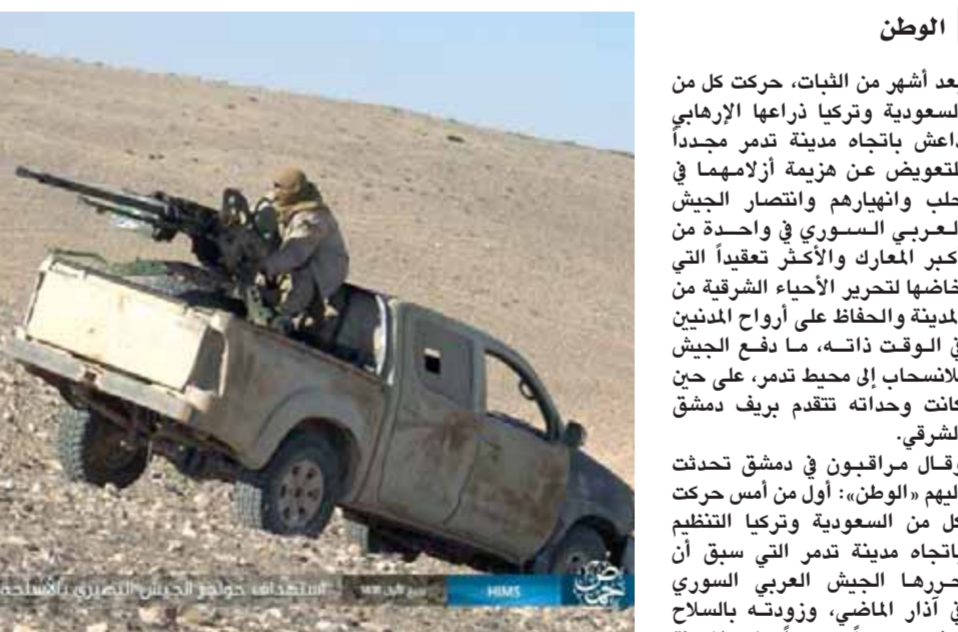 الوطن
بعد أشهر من الثبات، حركت كل من
السعودية وتركيا ذراعها الإرهابي
داعش باتجاه مدينة تدمر مجدداً
للتعويض عن هزيمة أزلامهما في
حلب وانهيارهم وانتصار الجيش
العربي السوري في واحدة من
أكبر المعارك والأكثر تعقيداً التي
خاضها لتحرير الأحياء الشرقية من
المدينة والحفاظ على أرواح المدنيين
في الوقت ذاته، ما دفع الجيش
للانسحاب إلى محيط تدمر، على حين
كانت وحداته تتقدم بريف دمشق
الشرقي.
وقال مراقبون في دمشق تحدثت
إليهم «الوطن»: أول من أمس حركت
كل من السعودية وتركيا التنظيم
باتجاه مدينة تدمر التي سبق أن
حررها الجيش العربي السوري
في آذار الماضي، وزودته بالسلاح
حمص
HIMS
استهداف مواقع الجيش النصيري بالأسلحة